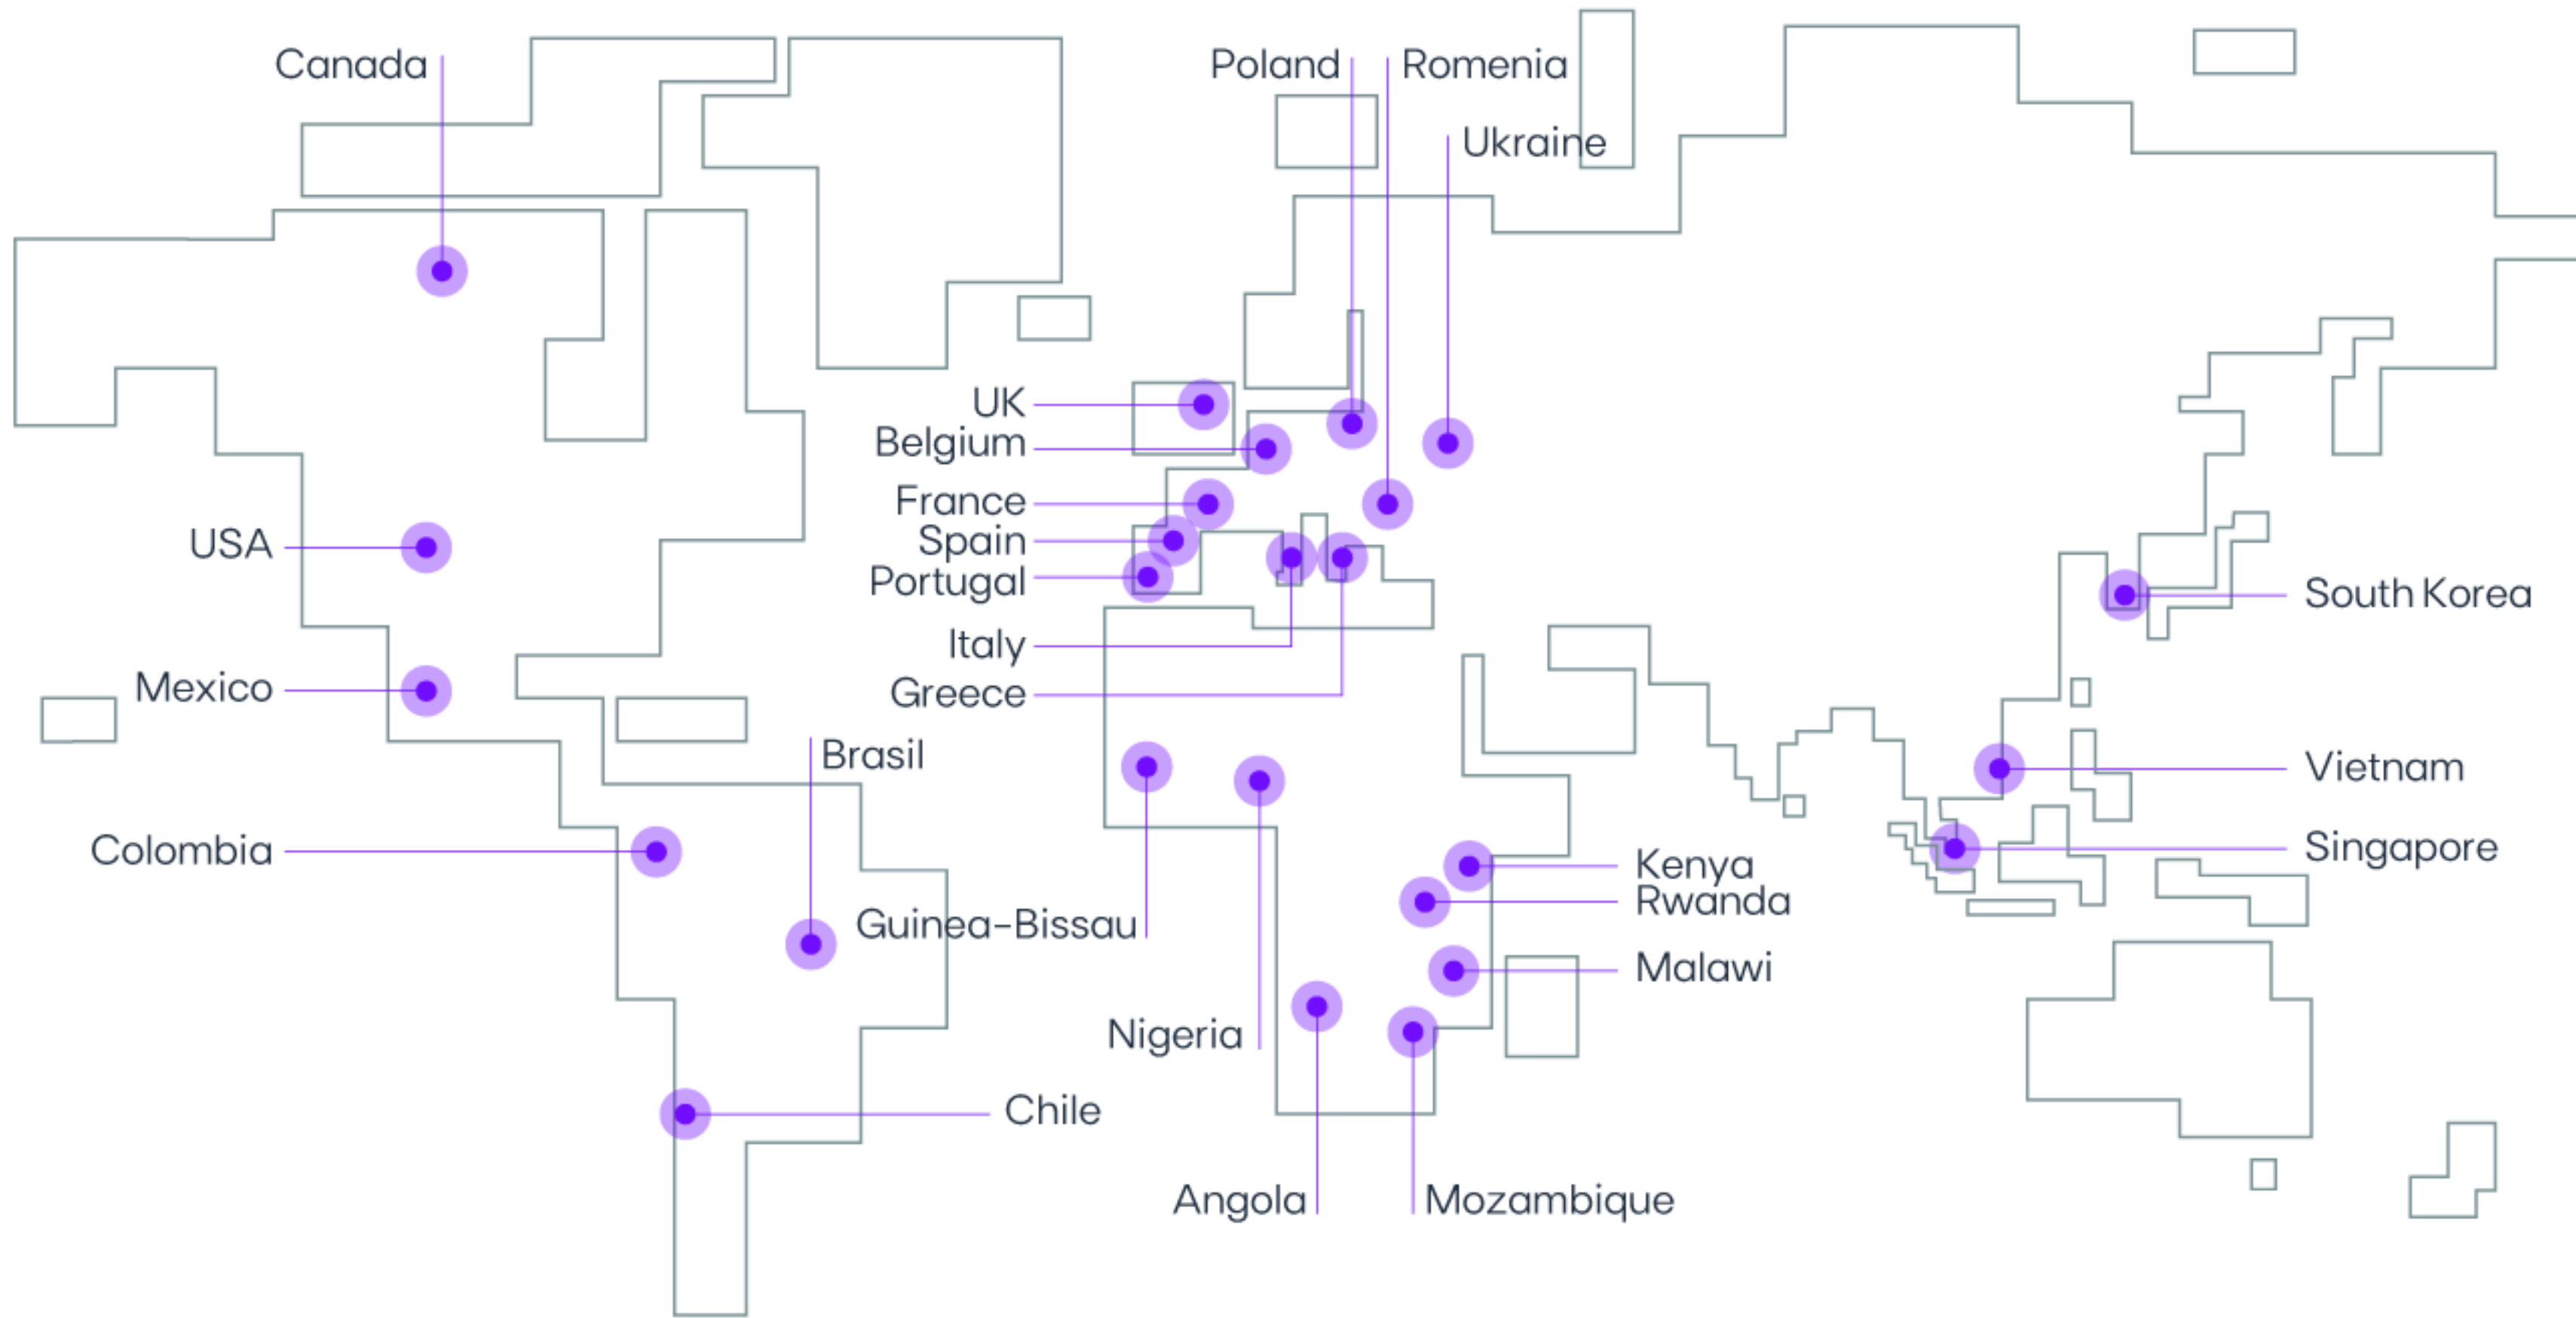 Canada
Poland
Romenia
Ukraine
UK
Belgium
France
Spain
Portugal
Italy
Greece
USA
Mexico
Brasil
Colombia
Guinea-Bissau
Nigeria
Chile
Angola
Mozambique
Kenya
Rwanda
Malawi
South Korea
Vietnam
Singapore